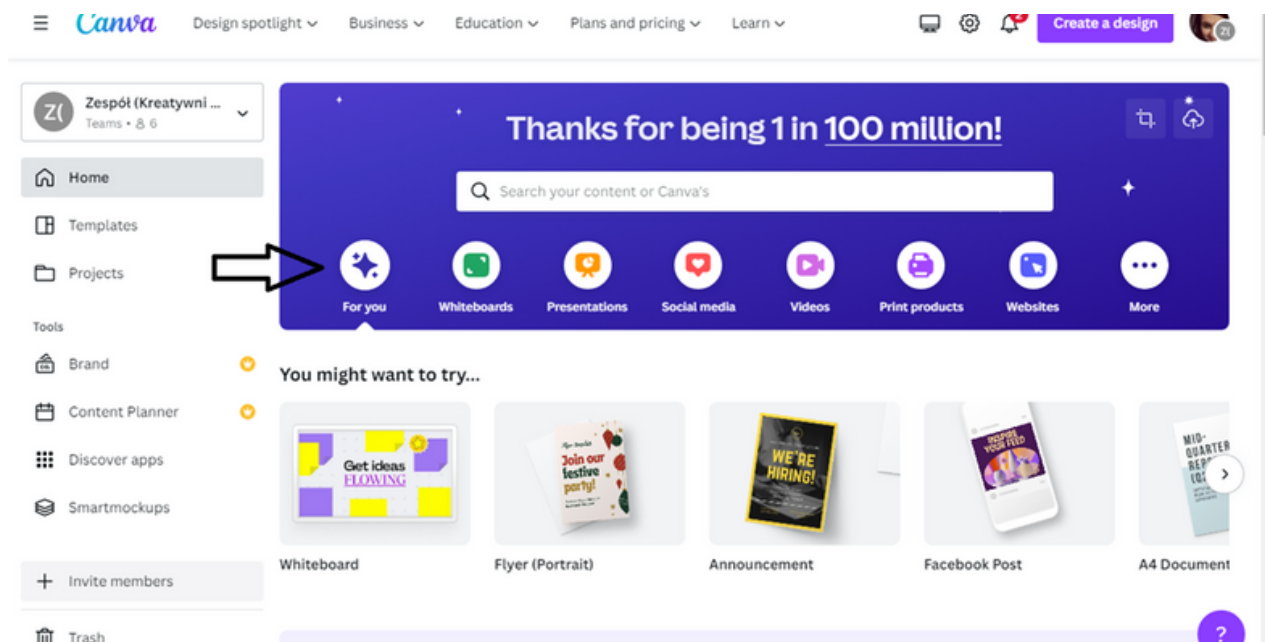 Canva Design spotlight Business Education Plans and pricing Learn Create a design
Z( Zespół (Kreatywni ...
Teams • 6
Home
Templates
Projects
Tools
Brand
Content Planner
Discover apps
Smartmockups
Invite members
Trash
Thanks for being 1 in 100 million!
Search your content or Canva's
For you Whiteboards Presentations Social media Videos Print products Websites More
You might want to try...
Get ideas
FLOWING
Whiteboard
Join our
festive
party!
Flyer (Portrait)
WE'RE
HIRING!
Announcement
INSPIRE
YOUR FEED
Facebook Post
MID-
QUARTER
A4 Document
?